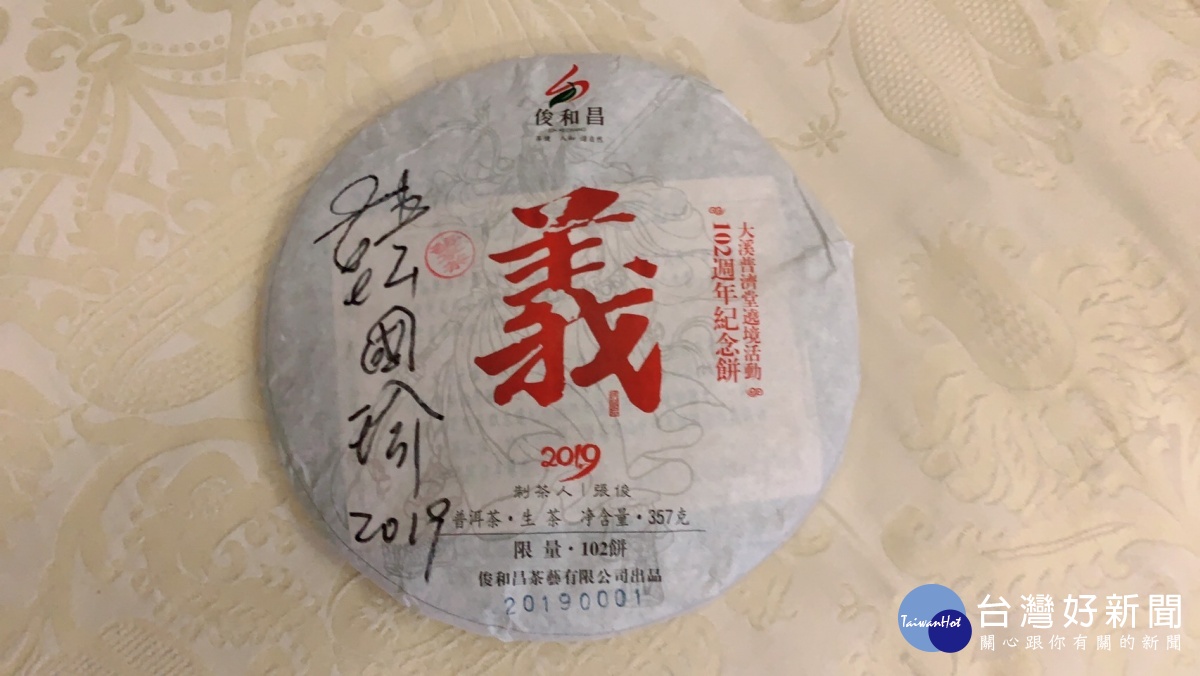 俊和昌
義
大溪普濟堂遶境活動
102週年紀念餅
國瑜
2019
2019
制茶人|張俊
普洱茶·生 茶 净含量·357克
限 量·102餅
俊和昌茶藝有限公司出品
20190001
TaiwanHot
台灣好新聞
關心跟你有關的新聞